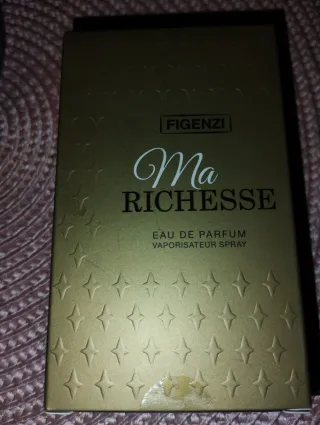 FIGENZI
Ma
RICHESSE
EAU DE PARFUM
VAPORISATEUR SPRAY